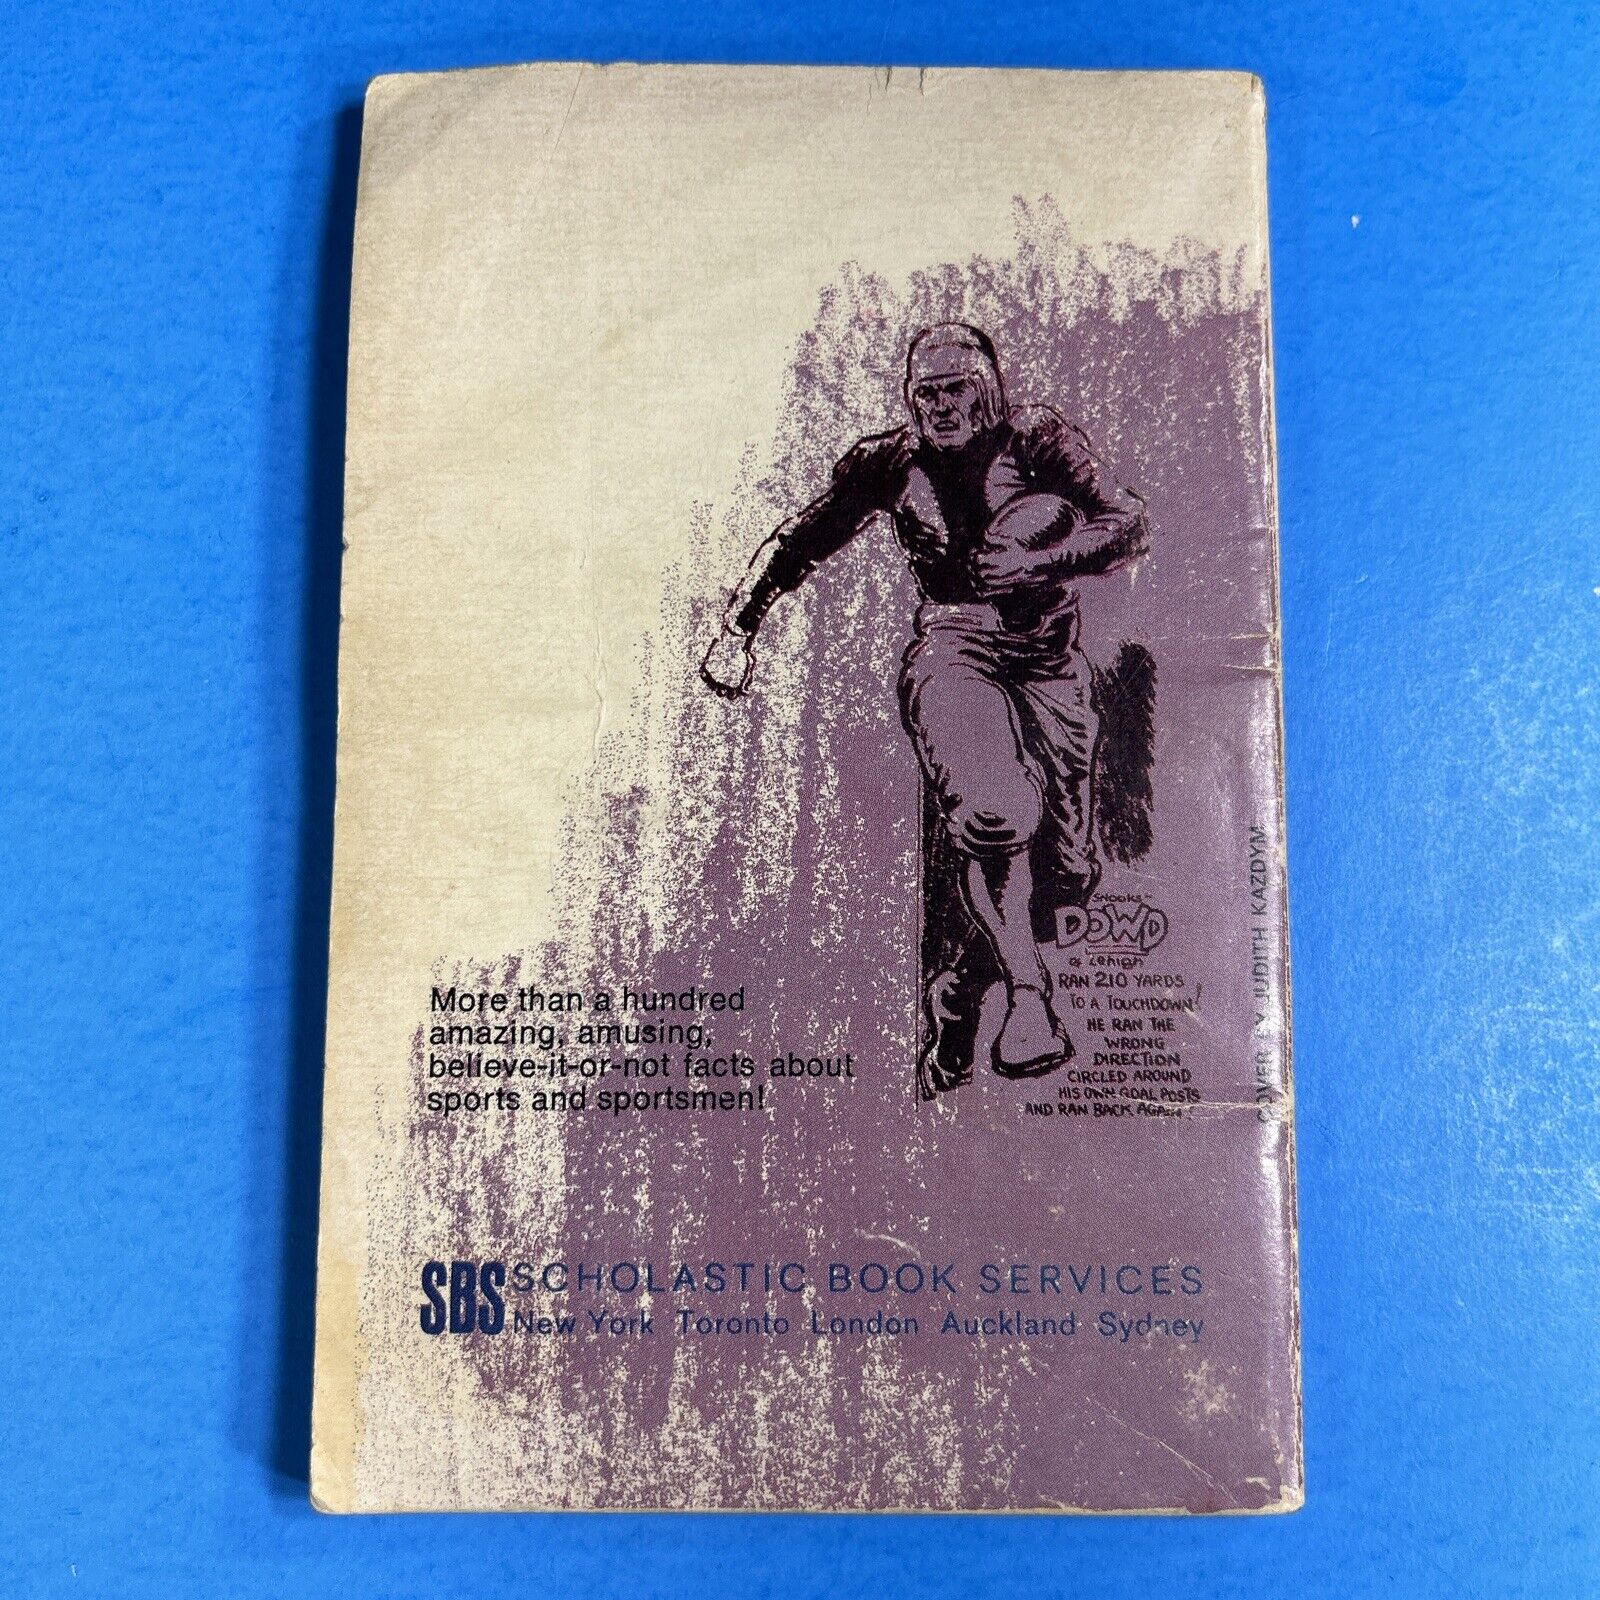 SNOOKS
DOWD
of Lehigh
RAN 210 YARDS
TO A TOUCHDOWN!
HE RAN THE
WRONG
DIRECTION
CIRCLED AROUND
HIS OWN GOAL POSTS
AND RAN BACK AGAIN!
More than a hundred
amazing, amusing,
believe-it-or-not facts about
sports and sportsmen!
COVER BY JUDITH KAZDYM
SBS SCHOLASTIC BOOK SERVICES
New York Toronto London Auckland Sydney